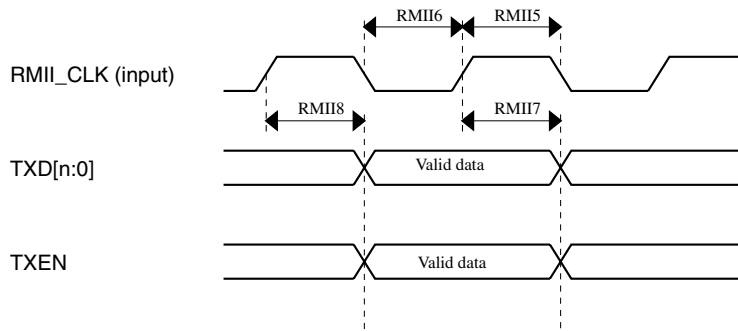 RMII6 RMII5
RMII_CLK (input)
RMII8 RMII7
TXD[n:0] Valid data
TXEN Valid data